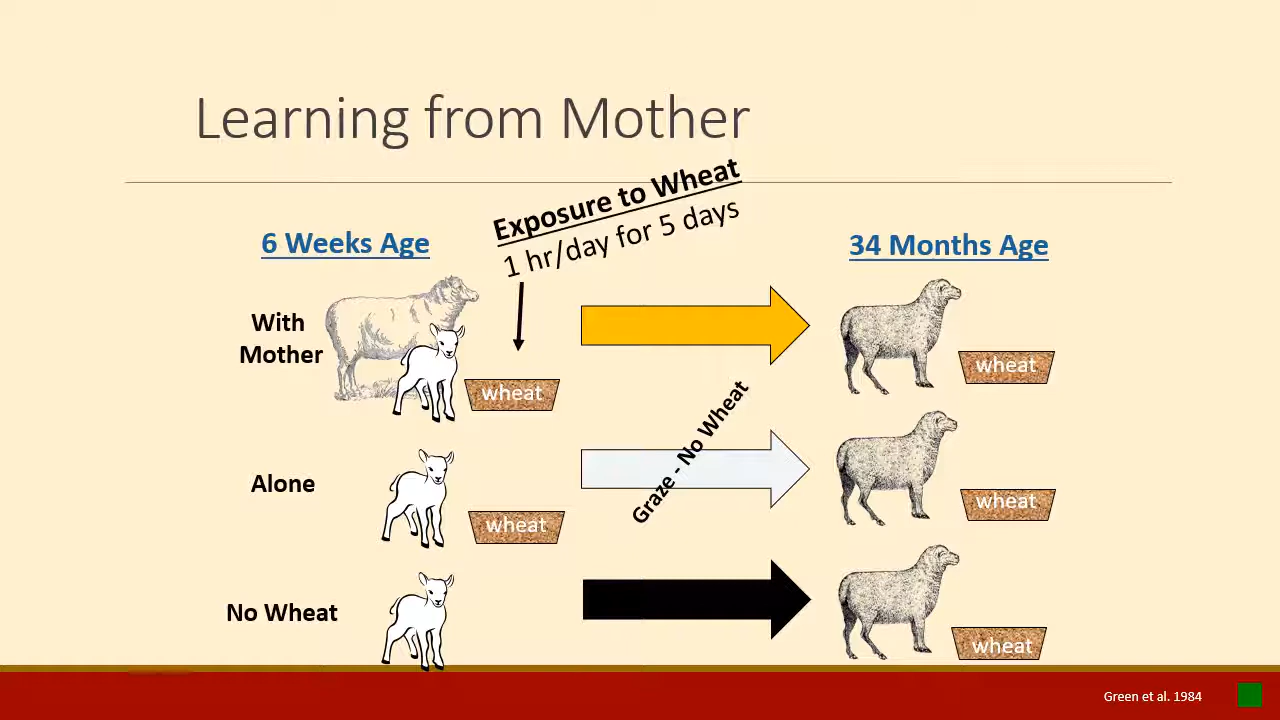 Learning from Mother
Exposure to Wheat
1 hr/day for 5 days
6 Weeks Age
34 Months Age
With
Mother
wheat
wheat
Graze - No Wheat
Alone
wheat
wheat
No Wheat
wheat
Green et al. 1984